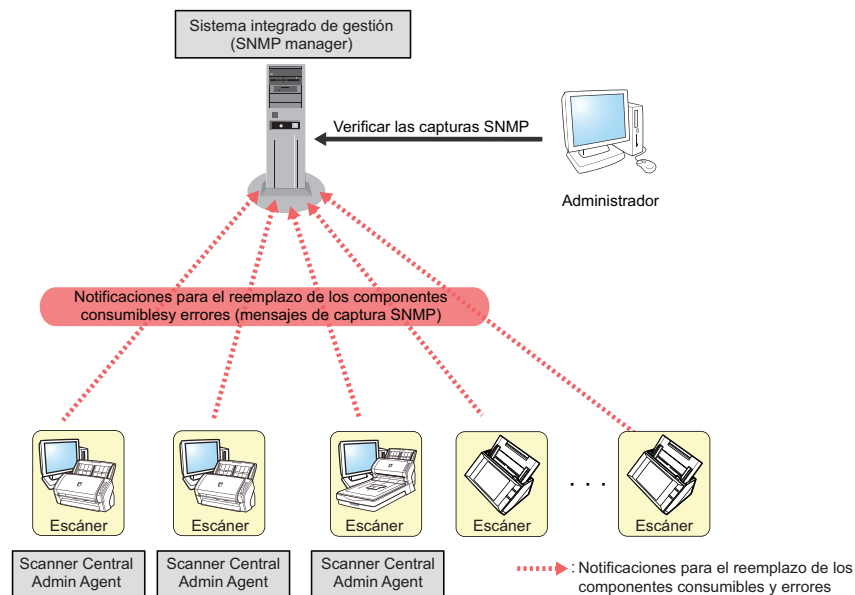 Sistema integrado de gestión
(SNMP manager)
Verificar las capturas SNMP
Administrador
Notificaciones para el reemplazo de los componentes
consumiblesy errores (mensajes de captura SNMP)
Escáner
Escáner
Escáner
Escáner
. . .
Escáner
Scanner Central
Admin Agent
Scanner Central
Admin Agent
Scanner Central
Admin Agent
: Notificaciones para el reemplazo de los
componentes consumibles y errores